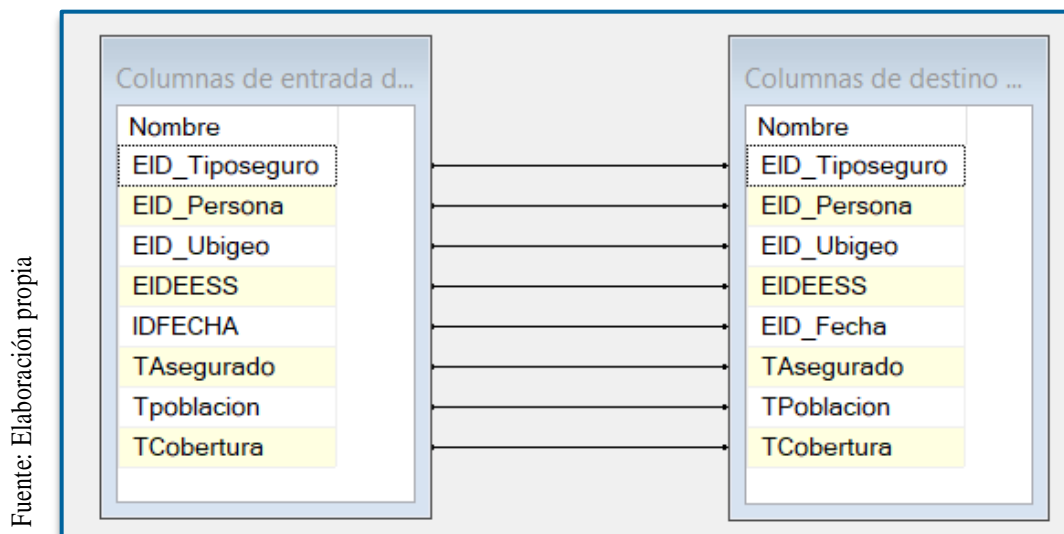 Columnas de entrada d...
Nombre
EID_Tiposeguro
EID_Persona
EID_Ubigeo
EIDEESS
IDFECHA
TAsegurado
Tpoblacion
TCobertura
Columnas de destino ...
Nombre
EID_Tiposeguro
EID_Persona
EID_Ubigeo
EIDEESS
EID_Fecha
TAsegurado
TPoblacion
TCobertura
Fuente: Elaboración propia